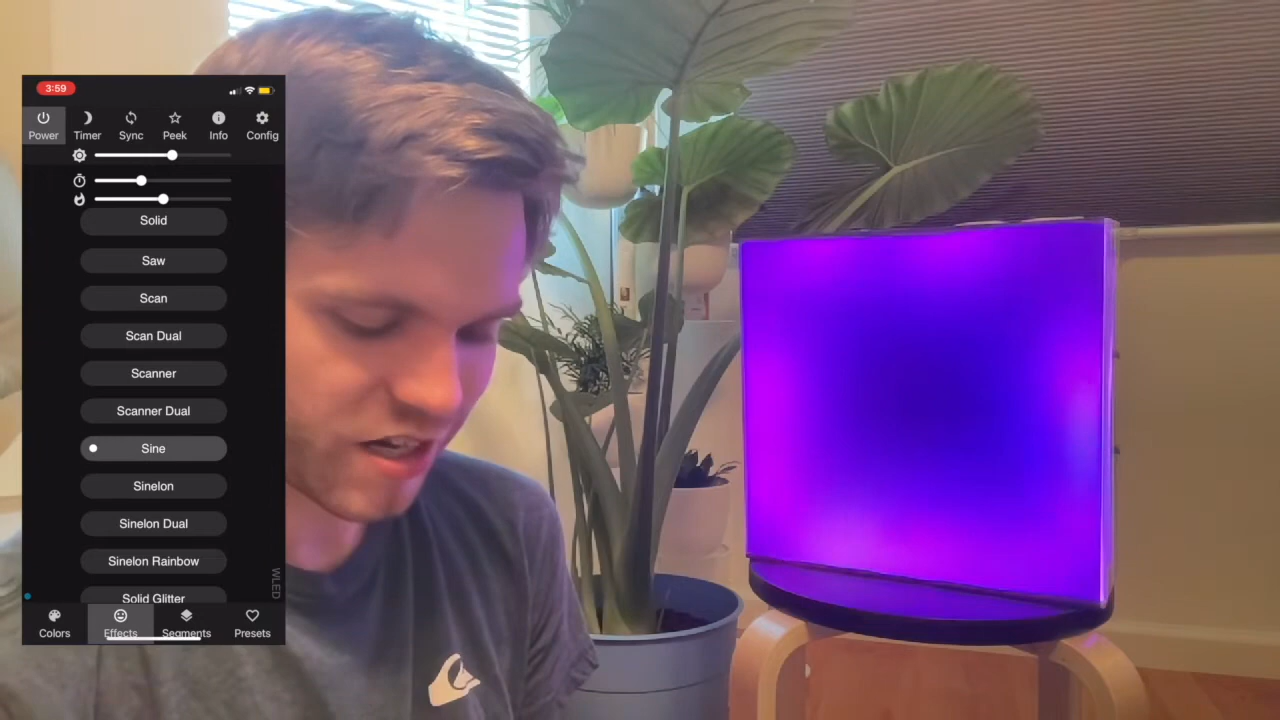 3:59
Power Timer Sync Peek Info Config
Solid
Saw
Scan
Scan Dual
Scanner
Scanner Dual
Sine
Sinelon
Sinelon Dual
Sinelon Rainbow
Solid Glitter
WLED
Colors Effects Segments Presets